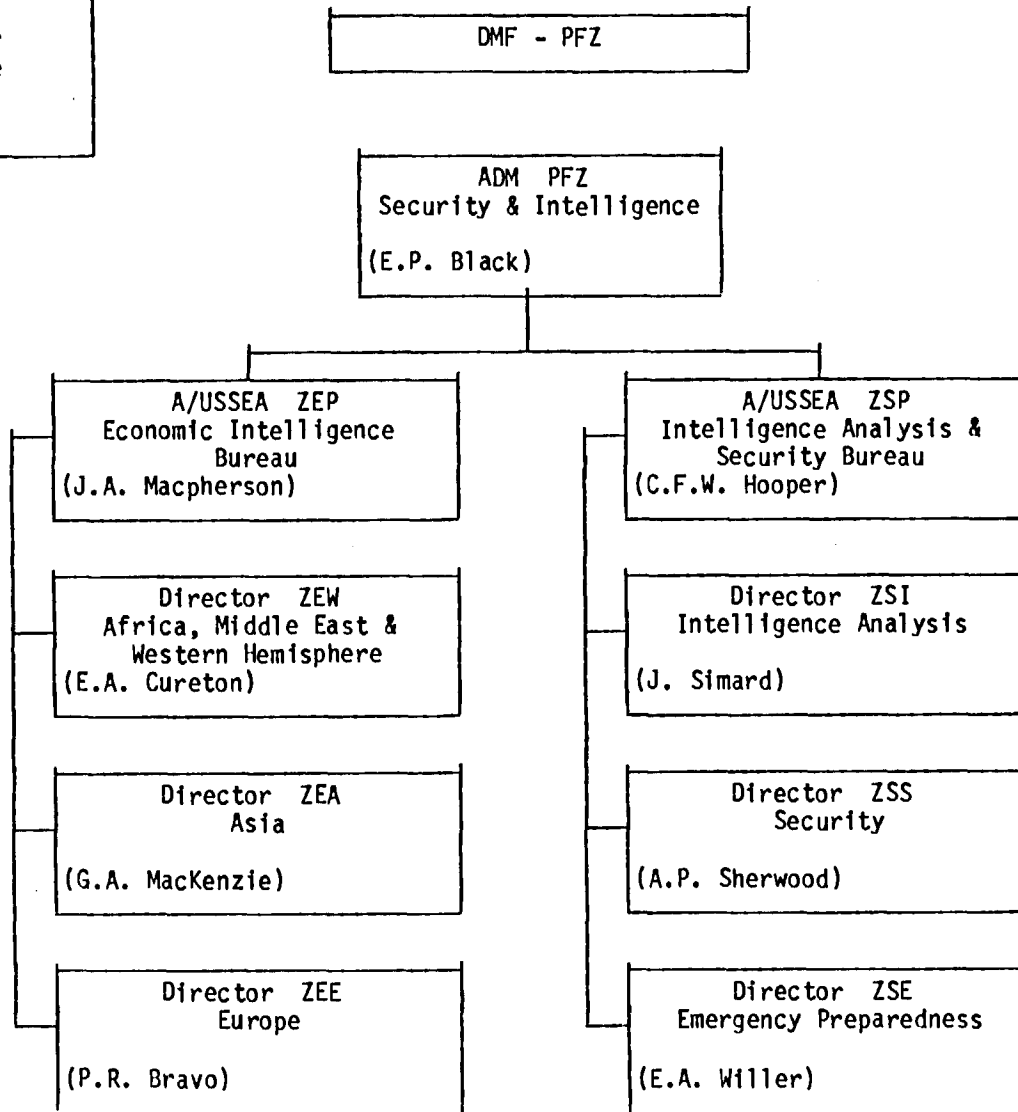 DMF - PFZ
ADM PFZ
Security & Intelligence
(E.P. Black)
A/USSEA ZEP
Economic Intelligence
Bureau
(J.A. Macpherson)
Director ZEW
Africa, Middle East &
Western Hemisphere
(E.A. Cureton)
Director ZEA
Asia
(G.A. MacKenzie)
Director ZEE
Europe
(P.R. Bravo)
A/USSEA ZSP
Intelligence Analysis &
Security Bureau
(C.F.W. Hooper)
Director ZSI
Intelligence Analysis
(J. Simard)
Director ZSS
Security
(A.P. Sherwood)
Director ZSE
Emergency Preparedness
(E.A. Willer)